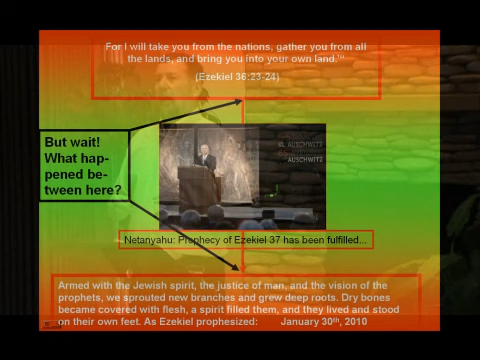 For I will take you from the nations, gather you from all
the lands, and bring you into your own land.'"
(Ezekiel 36:23-24)
But wait!
What hap-
pened be-
tween here?
KL AUSCHWITZ
AUSCHWITZ
Netanyahu: Prophecy of Ezekiel 37 has been fulfilled...
Armed with the Jewish spirit, the justice of man, and the vision of the
prophets, we sprouted new branches and grew deep roots. Dry bones
became covered with flesh, a spirit filled them, and they lived and stood
on their own feet. As Ezekiel prophesized: January 30th, 2010